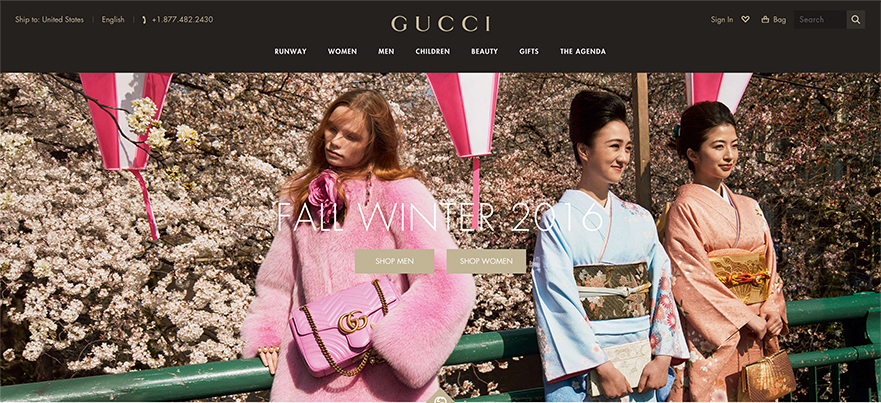 Ship to: United States | English | +1.877.482.2430
GUCCI
Sign In Bag Search
RUNWAY WOMEN MEN CHILDREN BEAUTY GIFTS THE AGENDA
FALL WINTER 2016
SHOP MEN SHOP WOMEN